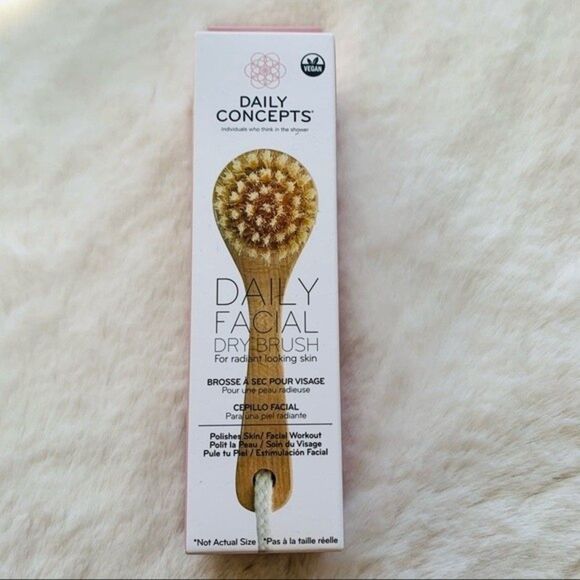 VEGAN
DAILY
CONCEPTS®
individuals who think in the shower
DAILY
FACIAL
DRY BRUSH
For radiant looking skin
BROSSE À SEC POUR VISAGE
Pour une peau radieuse
CEPILLO FACIAL
Para una piel radiante
Polishes Skin/ Facial Workout
Polit la Peau / Soin du Visage
Pule tu Piel / Estimulación Facial
*Not Actual Size *Pas à la taille réelle